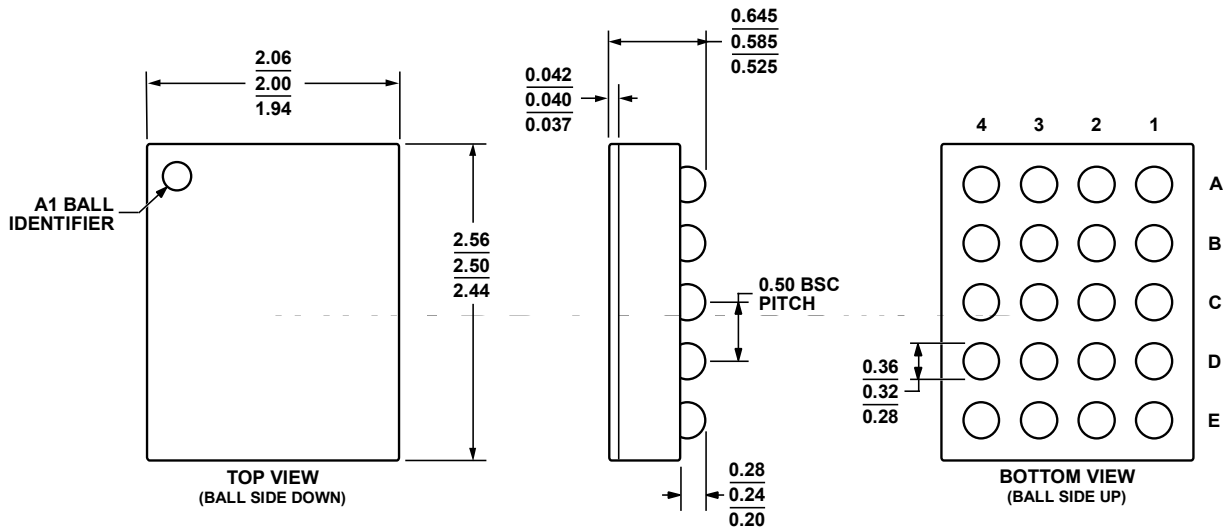 2.06
2.00
1.94
A1 BALL
IDENTIFIER
2.56
2.50
2.44
TOP VIEW
(BALL SIDE DOWN)
0.645
0.585
0.525
0.042
0.040
0.037
0.50 BSC
PITCH
0.28
0.24
0.20
4 3 2 1
A
B
C
D
E
0.36
0.32
0.28
BOTTOM VIEW
(BALL SIDE UP)